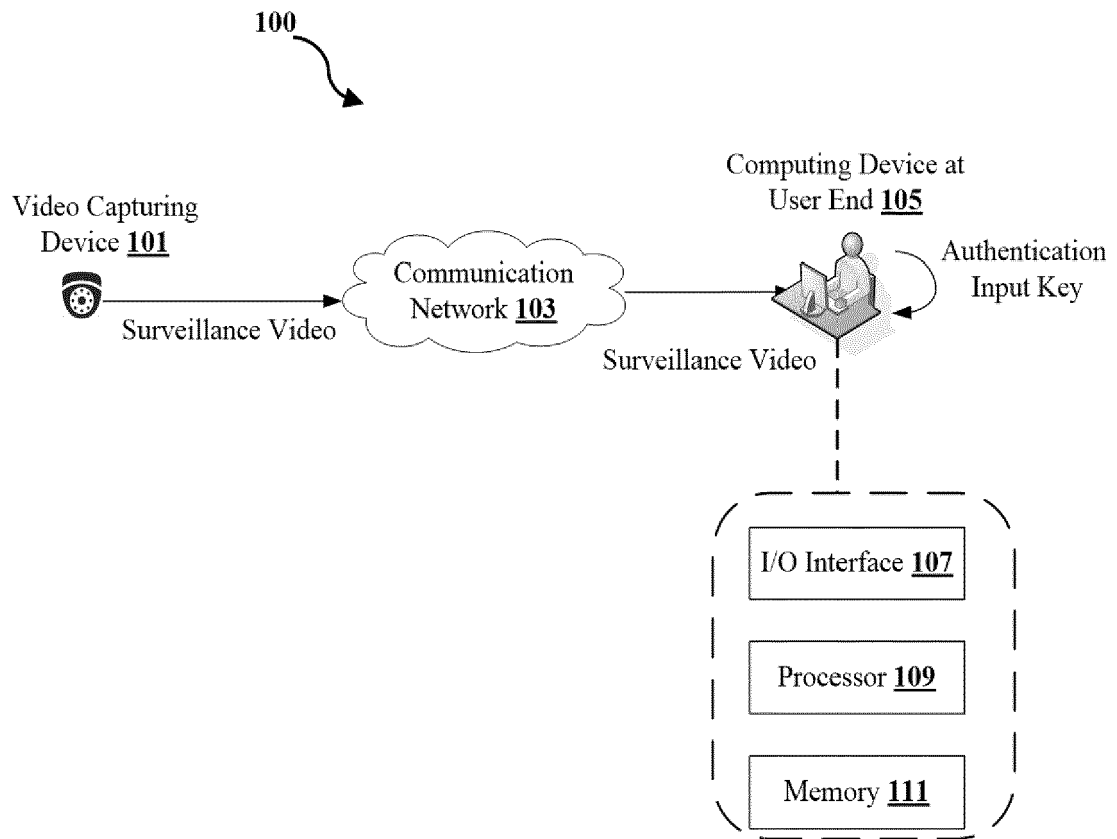 100
Computing Device at
User End 105
Video Capturing
Device 101
Authentication
Input Key
Communication
Network 103
Surveillance Video
Surveillance Video
I/O Interface 107
Processor 109
Memory 111